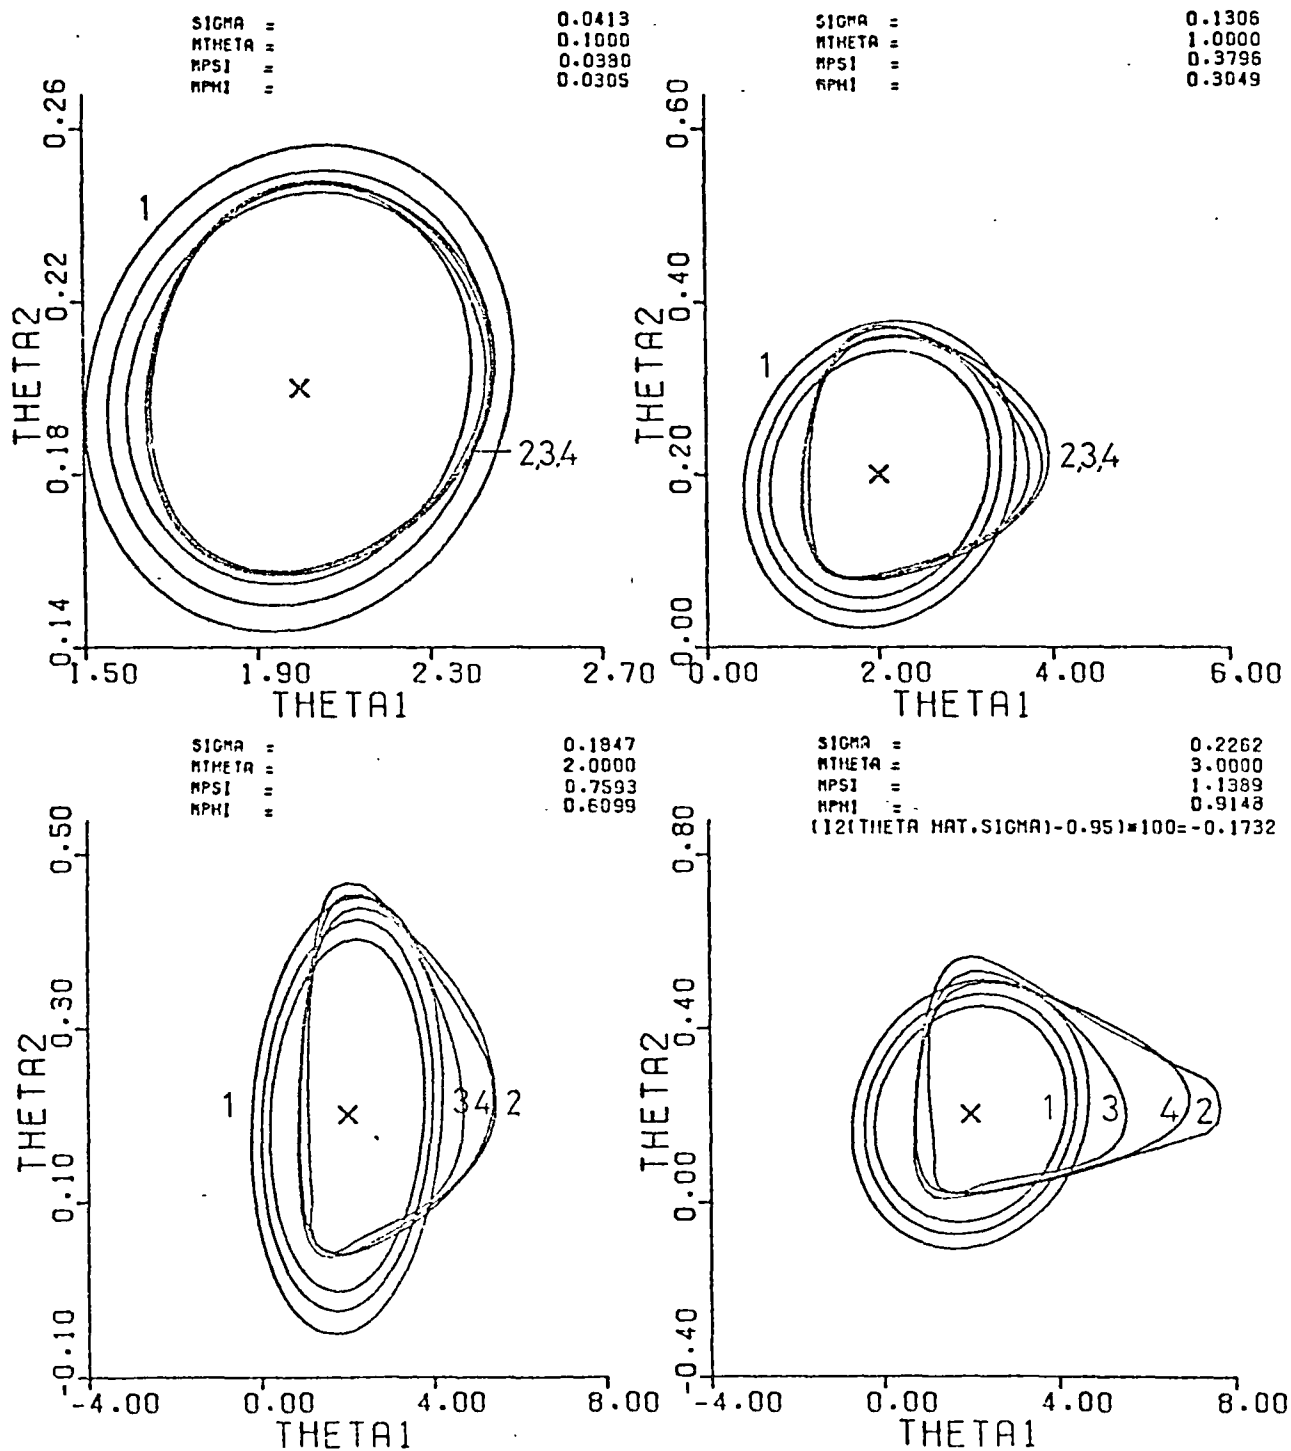 SIGMA = 0.0413
MTHETA = 0.1000
MPSI = 0.0380
MPHI = 0.0305
0.26
0.22
0.18
0.14
THETA2
1
2,3,4
1.50 1.90 2.30 2.70
THETA1
SIGMA = 0.1306
MTHETA = 1.0000
MPSI = 0.3796
MPHI = 0.3049
0.60
0.40
0.20
0.00
THETA2
1
2,3,4
0.00 2.00 4.00 6.00
THETA1
SIGMA = 0.1847
MTHETA = 2.0000
MPSI = 0.7593
MPHI = 0.6099
0.50
0.30
0.10
-0.10
THETA2
1
3 4 2
-4.00 0.00 4.00 8.00
THETA1
SIGMA = 0.2262
MTHETA = 3.0000
MPSI = 1.1389
MPHI = 0.9148
(I2(THETA HAT.SIGMA)-0.95)*100=-0.1732
0.80
0.40
0.00
-0.40
THETA2
1 3 4 2
-4.00 0.00 4.00 8.00
THETA1